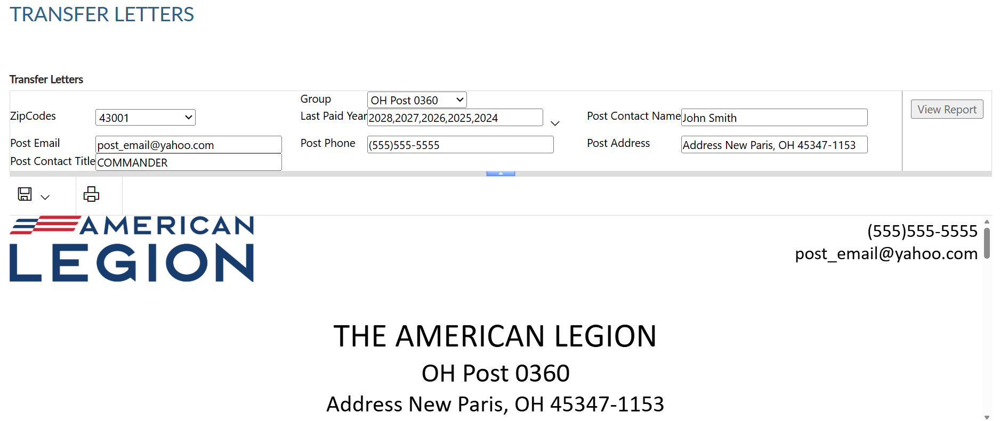 TRANSFER LETTERS
Transfer Letters
Group OH Post 0360
ZipCodes 43001 Last Paid Year 2028,2027,2026,2025,2024 Post Contact Name John Smith View Report
Post Email post_email@yahoo.com Post Phone (555)555-5555 Post Address Address New Paris, OH 45347-1153
Post Contact Title COMMANDER
AMERICAN
LEGION
(555)555-5555
post_email@yahoo.com
THE AMERICAN LEGION
OH Post 0360
Address New Paris, OH 45347-1153